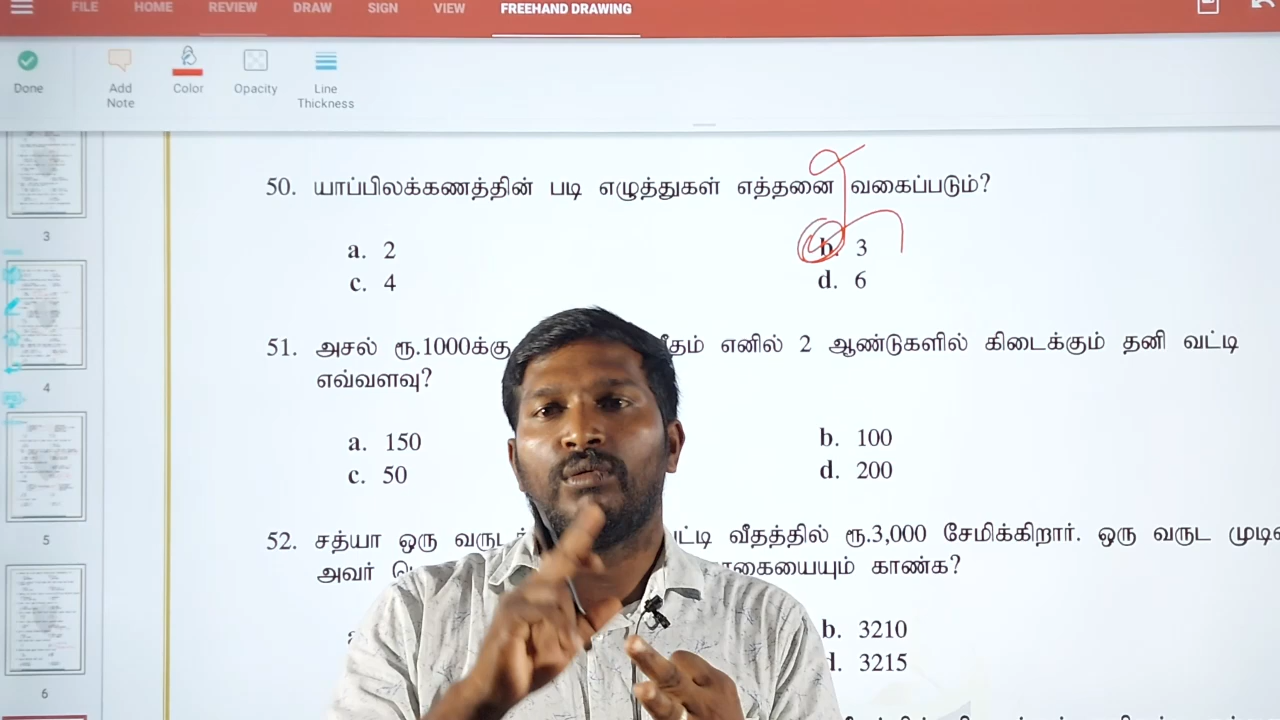 FILE HOME REVIEW DRAW SIGN VIEW FREEHAND DRAWING
Done Add Note Color Opacity Line Thickness
3
4
5
6
50. யாப்பிலக்கணத்தின் படி எழுத்துகள் எத்தனை வகைப்படும்?
a. 2
b. 3
c. 4
d. 6
51. அசல் ரூ.1000க்கு எனில் 2 ஆண்டுகளில் கிடைக்கும் தனி வட்டி
எவ்வளவு?
a. 150
b. 100
c. 50
d. 200
52. சத்யா ஒரு வீதத்தில் ரூ.3,000 சேமிக்கிறார். ஒரு வருட
அவர் காண்க?
b. 3210
d. 3215